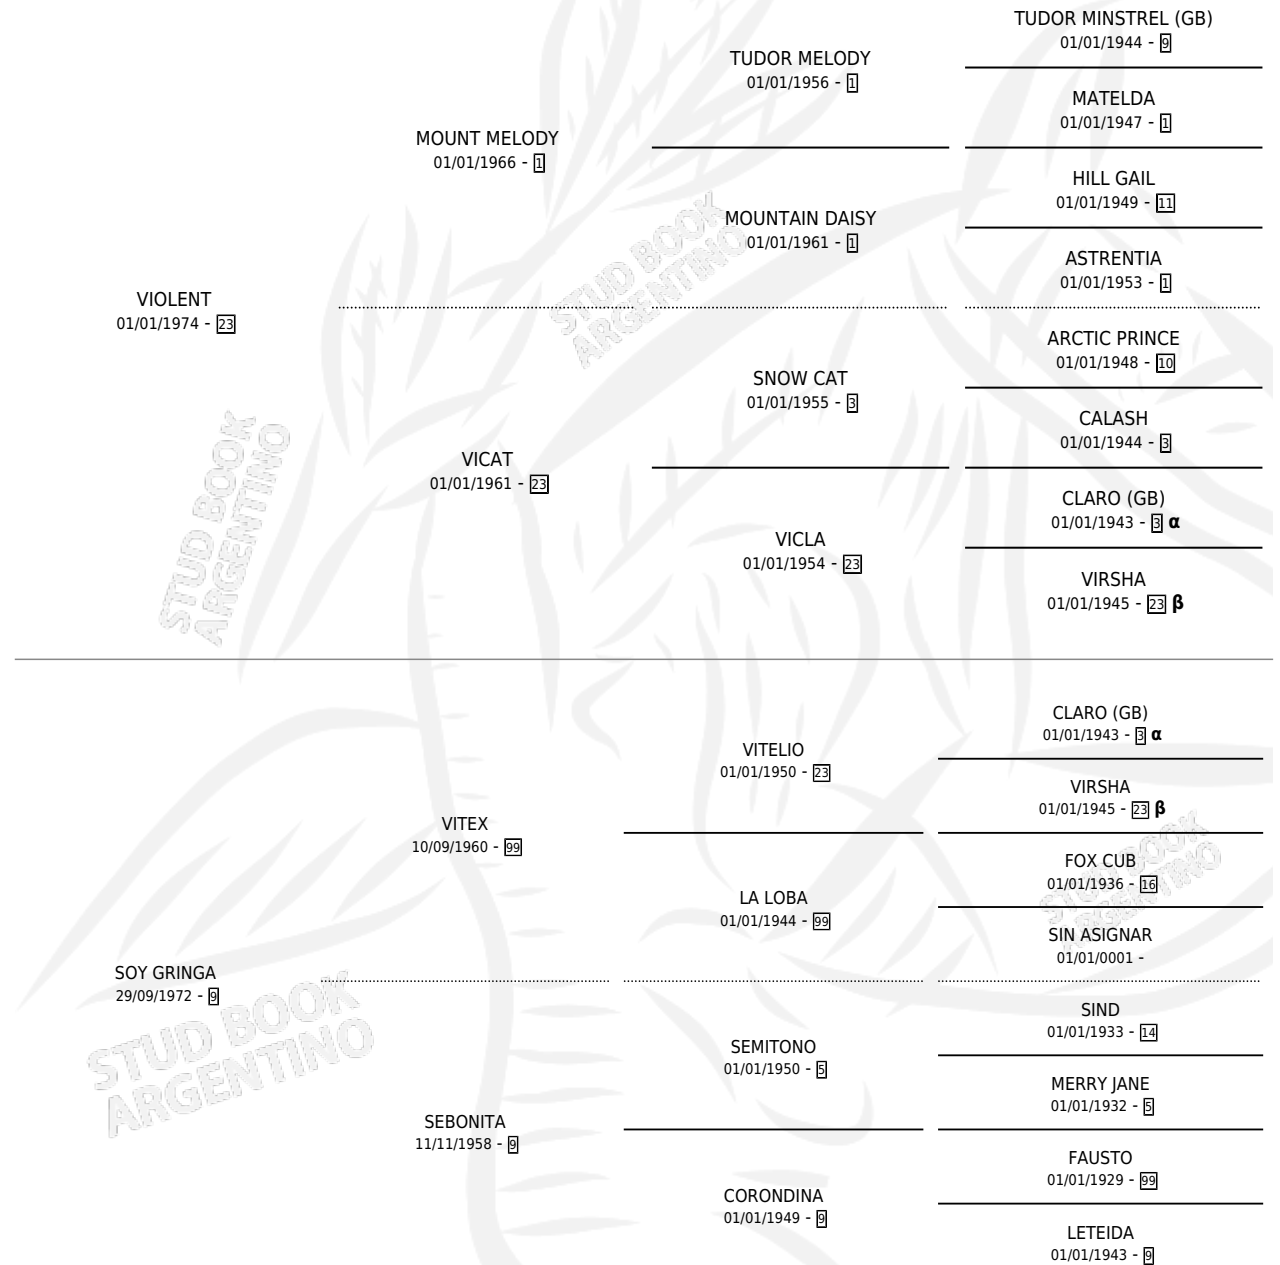 TUDOR MINSTREL (GB)
01/01/1944 - 9
TUDOR MELODY
01/01/1956 - 1
MATELDA
01/01/1947 - 1
MOUNT MELODY
01/01/1966 - 1
HILL GAIL
01/01/1949 - 11
MOUNTAIN DAISY
01/01/1961 - 1
ASTRENTIA
01/01/1953 - 1
STUD BOOK
ARGENTINO
VIOLENT
01/01/1974 - 23
ARCTIC PRINCE
01/01/1948 - 10
SNOW CAT
01/01/1955 - 3
CALASH
01/01/1944 - 3
VICAT
01/01/1961 - 23
CLARO (GB)
01/01/1943 - 3 α
VICLA
01/01/1954 - 23
VIRSHA
01/01/1945 - 23 β
STUD BOOK
ARGENTINO
CLARO (GB)
01/01/1943 - 3 α
VITELIO
01/01/1950 - 23
VIRSHA
01/01/1945 - 23 β
VITEX
10/09/1960 - 99
FOX CUB
01/01/1936 - 16
LA LOBA
01/01/1944 - 99
SIN ASIGNAR
01/01/0001 -
STUD BOOK
ARGENTINO
SOY GRINGA
29/09/1972 - 9
SIND
01/01/1933 - 14
SEMITONO
01/01/1950 - 5
MERRY JANE
01/01/1932 - 5
STUD BOOK
ARGENTINO
SEBONITA
11/11/1958 - 9
FAUSTO
01/01/1929 - 99
CORONDINA
01/01/1949 - 9
LETEIDA
01/01/1943 - 9